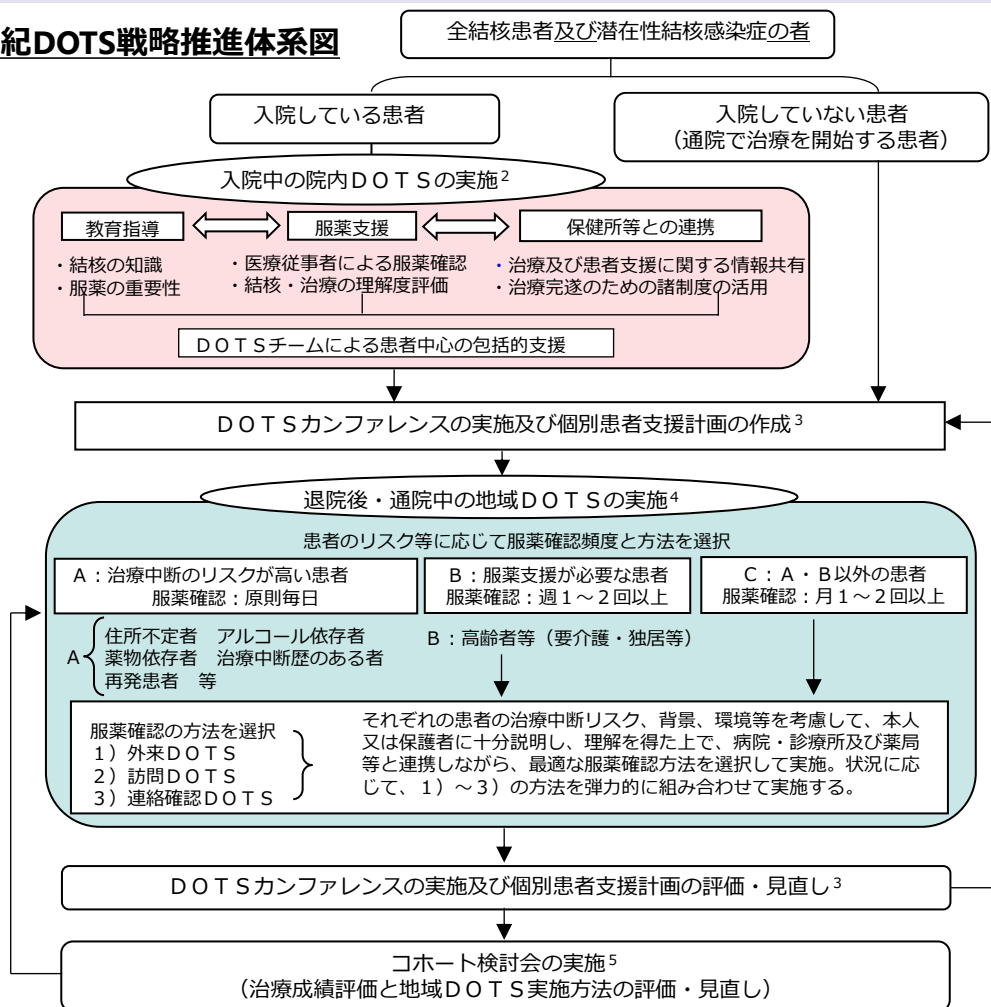 紀DOTS戦略推進体系図
全結核患者及び潜在性結核感染症の者
入院している患者
入院していない患者
（通院で治療を開始する患者）
入院中の院内ＤＯＴＳの実施2
教育指導
服薬支援
保健所等との連携
・結核の知識
・服薬の重要性
・医療従事者による服薬確認
・結核・治療の理解度評価
・治療及び患者支援に関する情報共有
・治療完遂のための諸制度の活用
ＤＯＴＳチームによる患者中心の包括的支援
ＤＯＴＳカンファレンスの実施及び個別患者支援計画の作成3
退院後・通院中の地域ＤＯＴＳの実施4
患者のリスク等に応じて服薬確認頻度と方法を選択
Ａ：治療中断のリスクが高い患者
服薬確認：原則毎日
Ｂ：服薬支援が必要な患者
服薬確認：週１～２回以上
Ｃ：Ａ・Ｂ以外の患者
服薬確認：月１～２回以上
Ａ
住所不定者　アルコール依存者
薬物依存者　治療中断歴のある者
再発患者　等
Ｂ：高齢者等（要介護・独居等）
服薬確認の方法を選択
１）外来ＤＯＴＳ
２）訪問ＤＯＴＳ
３）連絡確認ＤＯＴＳ
それぞれの患者の治療中断リスク、背景、環境等を考慮して、本人
又は保護者に十分説明し、理解を得た上で、病院・診療所及び薬局
等と連携しながら、最適な服薬確認方法を選択して実施。状況に応
じて、１）～３）の方法を弾力的に組み合わせて実施する。
ＤＯＴＳカンファレンスの実施及び個別患者支援計画の評価・見直し3
コホート検討会の実施5
（治療成績評価と地域ＤＯＴＳ実施方法の評価・見直し）